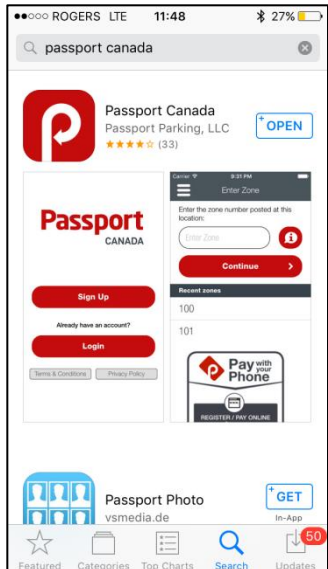 ROGERS LTE 11:48 27%
passport canada
Passport Canada
Passport Parking, LLC
(33)
+ OPEN
Passport
CANADA
Sign Up
Already have an account?
Login
Terms & Conditions Privacy Policy
Carrier 9:31 PM
Enter Zone
Enter the zone number posted at this
location:
Enter Zone
Continue >
Recent zones
100
101
Pay with your
Phone
REGISTER / PAY ONLINE
Passport Photo
vsmedia.de
+ GET
In-App
50
Featured Categories Top Charts Search Updates